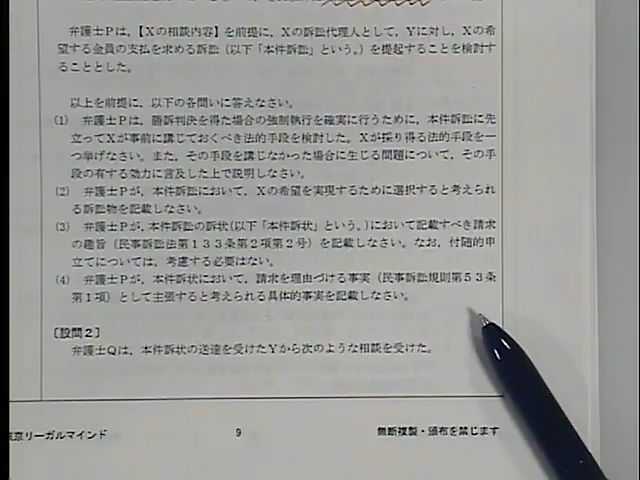 弁護士Pは，【Xの相談内容】を前提に，Xの訴訟代理人として，Yに対し，Xの希
望する金員の支払を求める訴訟（以下「本件訴訟」という。）を提起することを検討す
ることとした。
以上を前提に，以下の各問いに答えなさい。
(1) 弁護士Pは，勝訴判決を得た場合の強制執行を確実に行うために，本件訴訟に先
立ってXが事前に講じておくべき法的手段を検討した。Xが採り得る法的手段を一
つ挙げなさい。また，その手段を講じなかった場合に生じる問題について，その手
段の有する効力に言及した上で説明しなさい。
(2) 弁護士Pが，本件訴訟において，Xの希望を実現するために選択すると考えられ
る訴訟物を記載しなさい。
(3) 弁護士Pが，本件訴訟の訴状（以下「本件訴状」という。）において記載すべき請求
の趣旨（民事訴訟法第１３３条第２項第２号）を記載しなさい。なお，付随的申
立てについては，考慮する必要はない。
(4) 弁護士Pが，本件訴状において，請求を理由づける事実（民事訴訟規則第５３条
第１項）として主張すると考えられる具体的事実を記載しなさい。
〔設問２〕
弁護士Qは，本件訴状の送達を受けたYから次のような相談を受けた。
東京リーガルマインド 9 無断複製・頒布を禁じます